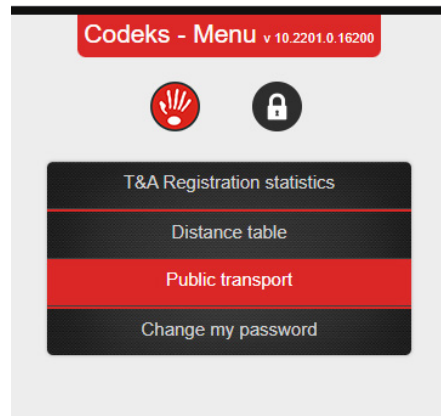 Codeks - Menu v 10.2201.0.16200
T&A Registration statistics
Distance table
Public transport
Change my password